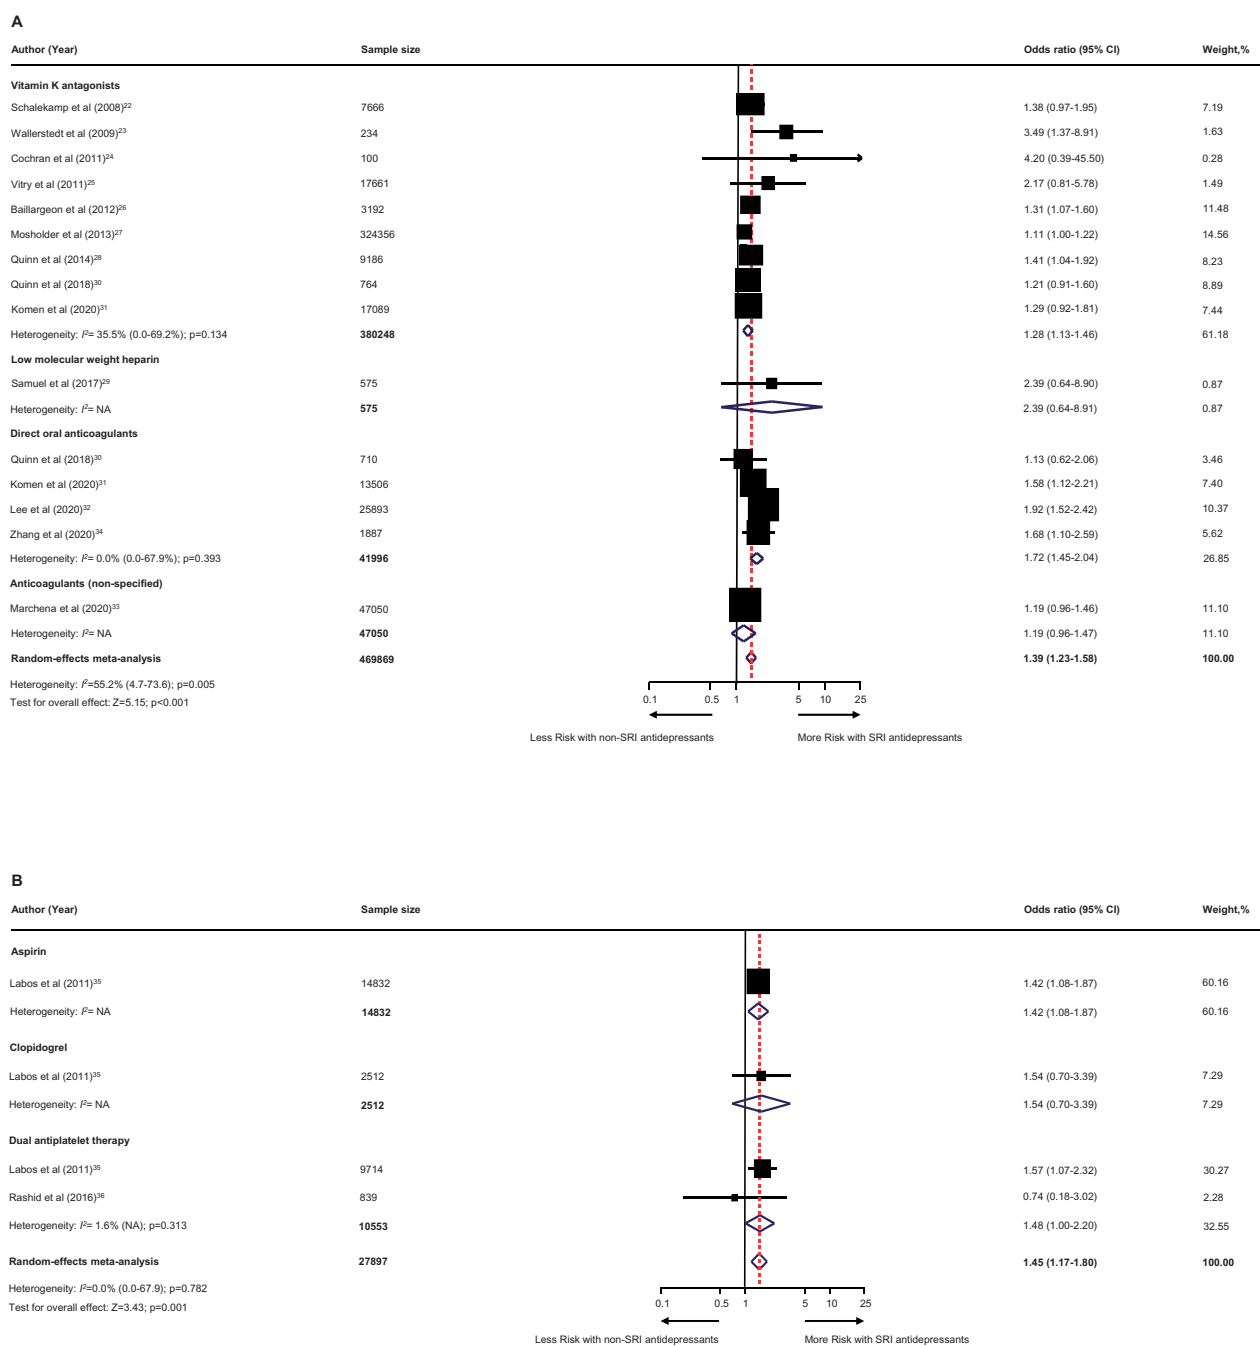 A
Author (Year) Sample size Odds ratio (95% CI) Weight,%
Vitamin K antagonists
Schalekamp et al (2008)22 7666 1.38 (0.97-1.95) 7.19
Wallerstedt et al (2009)23 234 3.49 (1.37-8.91) 1.63
Cochran et al (2011)24 100 4.20 (0.39-45.50) 0.28
Vitry et al (2011)25 17661 2.17 (0.81-5.78) 1.49
Baillargeon et al (2012)26 3192 1.31 (1.07-1.60) 11.48
Mosholder et al (2013)27 324356 1.11 (1.00-1.22) 14.56
Quinn et al (2014)28 9186 1.41 (1.04-1.92) 8.23
Quinn et al (2018)30 764 1.21 (0.91-1.60) 8.89
Komen et al (2020)31 17089 1.29 (0.92-1.81) 7.44
Heterogeneity: I2= 35.5% (0.0-69.2%); p=0.134 380248 1.28 (1.13-1.46) 61.18
Low molecular weight heparin
Samuel et al (2017)29 575 2.39 (0.64-8.90) 0.87
Heterogeneity: I2= NA 575 2.39 (0.64-8.91) 0.87
Direct oral anticoagulants
Quinn et al (2018)30 710 1.13 (0.62-2.06) 3.46
Komen et al (2020)31 13506 1.58 (1.12-2.21) 7.40
Lee et al (2020)32 25893 1.92 (1.52-2.42) 10.37
Zhang et al (2020)34 1887 1.68 (1.10-2.59) 5.62
Heterogeneity: I2= 0.0% (0.0-67.9%); p=0.393 41996 1.72 (1.45-2.04) 26.85
Anticoagulants (non-specified)
Marchena et al (2020)33 47050 1.19 (0.96-1.46) 11.10
Heterogeneity: I2= NA 47050 1.19 (0.96-1.47) 11.10
Random-effects meta-analysis 469869 1.39 (1.23-1.58) 100.00
Heterogeneity: I2=55.2% (4.7-73.6); p=0.005
Test for overall effect: Z=5.15; p<0.001
0.1 0.5 1 5 10 25
Less Risk with non-SRI antidepressants More Risk with SRI antidepressants
B
Author (Year) Sample size Odds ratio (95% CI) Weight,%
Aspirin
Labos et al (2011)35 14832 1.42 (1.08-1.87) 60.16
Heterogeneity: I2= NA 14832 1.42 (1.08-1.87) 60.16
Clopidogrel
Labos et al (2011)35 2512 1.54 (0.70-3.39) 7.29
Heterogeneity: I2= NA 2512 1.54 (0.70-3.39) 7.29
Dual antiplatelet therapy
Labos et al (2011)35 9714 1.57 (1.07-2.32) 30.27
Rashid et al (2016)36 839 0.74 (0.18-3.02) 2.28
Heterogeneity: I2= 1.6% (NA); p=0.313 10553 1.48 (1.00-2.20) 32.55
Random-effects meta-analysis 27897 1.45 (1.17-1.80) 100.00
Heterogeneity: I2=0.0% (0.0-67.9); p=0.782
Test for overall effect: Z=3.43; p=0.001
0.1 0.5 1 5 10 25
Less Risk with non-SRI antidepressants More Risk with SRI antidepressants